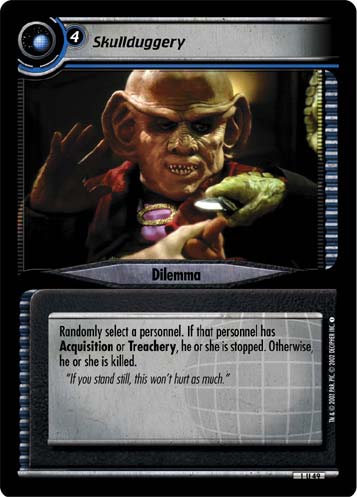 4
Skullduggery
Dilemma
Randomly select a personnel. If that personnel has
Acquisition or Treachery, he or she is stopped. Otherwise,
he or she is killed.
"If you stand still, this won't hurt as much."
TM & © 2002 PAR. PIC. © 2002 DECIPHER INC.
1 U 49